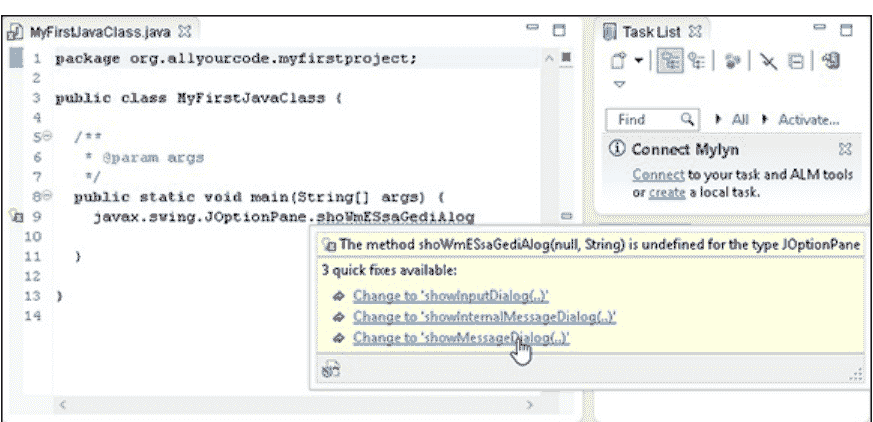 MyFirstJavaClass.java
1 package org.allyourcode.myfirstproject;
2
3 public class MyFirstJavaClass {
4
5 /**
6 * @param args
7 */
8 public static void main(String[] args) {
9 javax.swing.JOptionPane.shoWmESsaGediAlog
10
11 }
12
13 }
14
The method shoWmESsaGediAlog(null, String) is undefined for the type JOptionPane
3 quick fixes available:
Change to 'showInputDialog(..)'
Change to 'showInternalMessageDialog(..)'
Change to 'showMessageDialog(..)'
Task List
Find All Activate...
Connect Mylyn
Connect to your task and ALM tools
or create a local task.